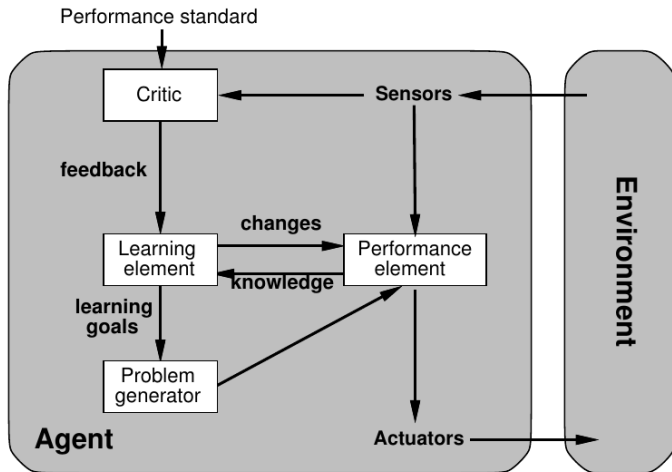 Performance standard
Critic
Sensors
feedback
changes
Learning
element
Performance
element
knowledge
learning
goals
Problem
generator
Agent
Actuators
Environment